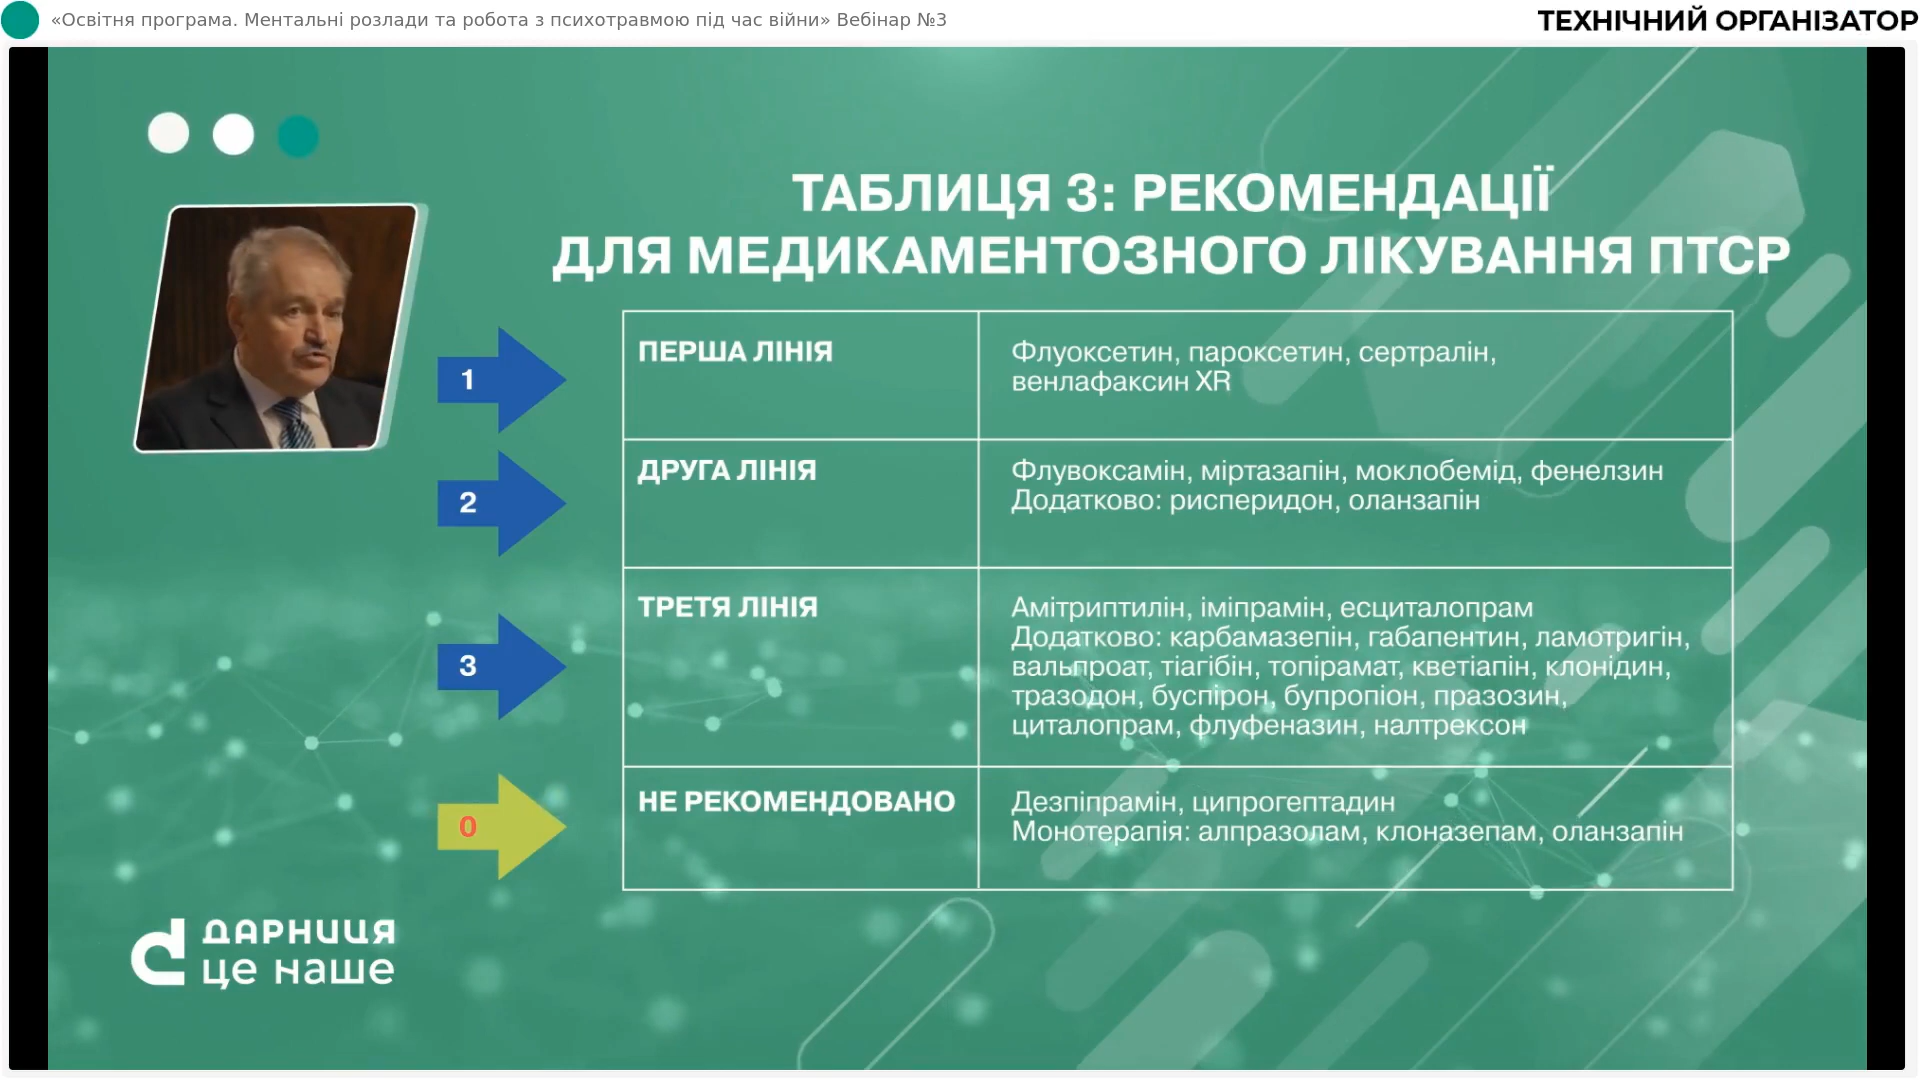 «Освітня програма. Ментальні розлади та робота з психотравмою під час війни» Вебінар №3
ТЕХНІЧНИЙ ОРГАНІЗАТОР
ТАБЛИЦЯ 3: РЕКОМЕНДАЦІЇ
ДЛЯ МЕДИКАМЕНТОЗНОГО ЛІКУВАННЯ ПТСР
1
ПЕРША ЛІНІЯ
Флуоксетин, пароксетин, сертралін,
венлафаксин XR
2
ДРУГА ЛІНІЯ
Флувоксамін, міртазапін, моклобемід, фенелзин
Додатково: рисперидон, оланзапін
3
ТРЕТЯ ЛІНІЯ
Амітриптилін, іміпрамін, есциталопрам
Додатково: карбамазепін, габапентин, ламотригін,
вальпроат, тіагібін, топірамат, кветіапін, клонідин,
тразодон, буспірон, бупропіон, празозин,
циталопрам, флуфеназин, налтрексон
0
НЕ РЕКОМЕНДОВАНО
Дезпіпрамін, ципрогептадин
Монотерапія: алпразолам, клоназепам, оланзапін
ДАРНИЦЯ
це наше